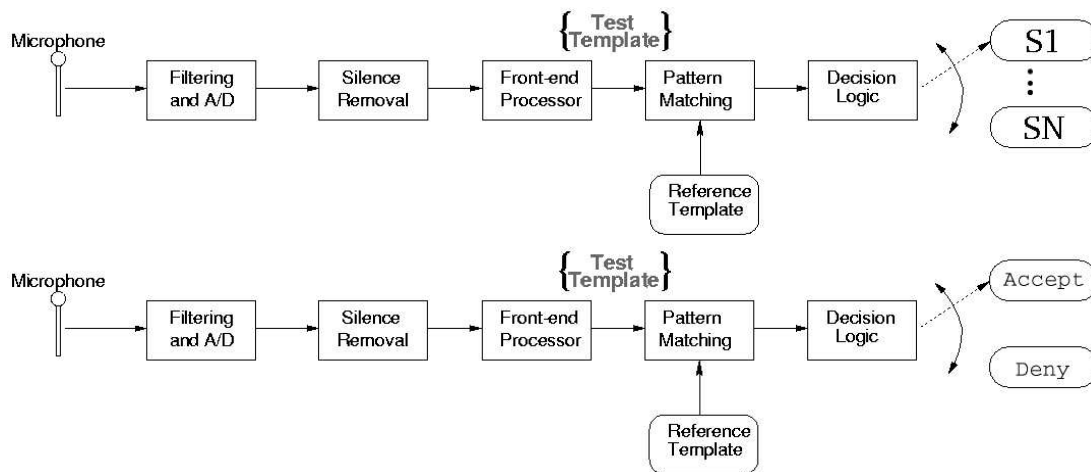 { Test
Template }
Microphone
Filtering
and A/D
Silence
Removal
Front-end
Processor
Pattern
Matching
Decision
Logic
S1
SN
Reference
Template
{ Test
Template }
Microphone
Filtering
and A/D
Silence
Removal
Front-end
Processor
Pattern
Matching
Decision
Logic
Accept
Deny
Reference
Template